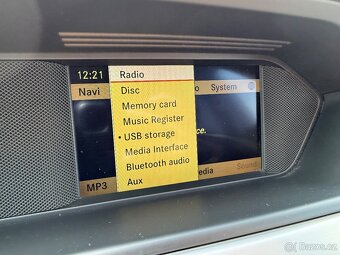 12:21
Radio
Navi
Disc
System
Memory card
Music Register
• USB storage
Media Interface
Bluetooth audio
Aux
MP3
Sound
bazoš.cz